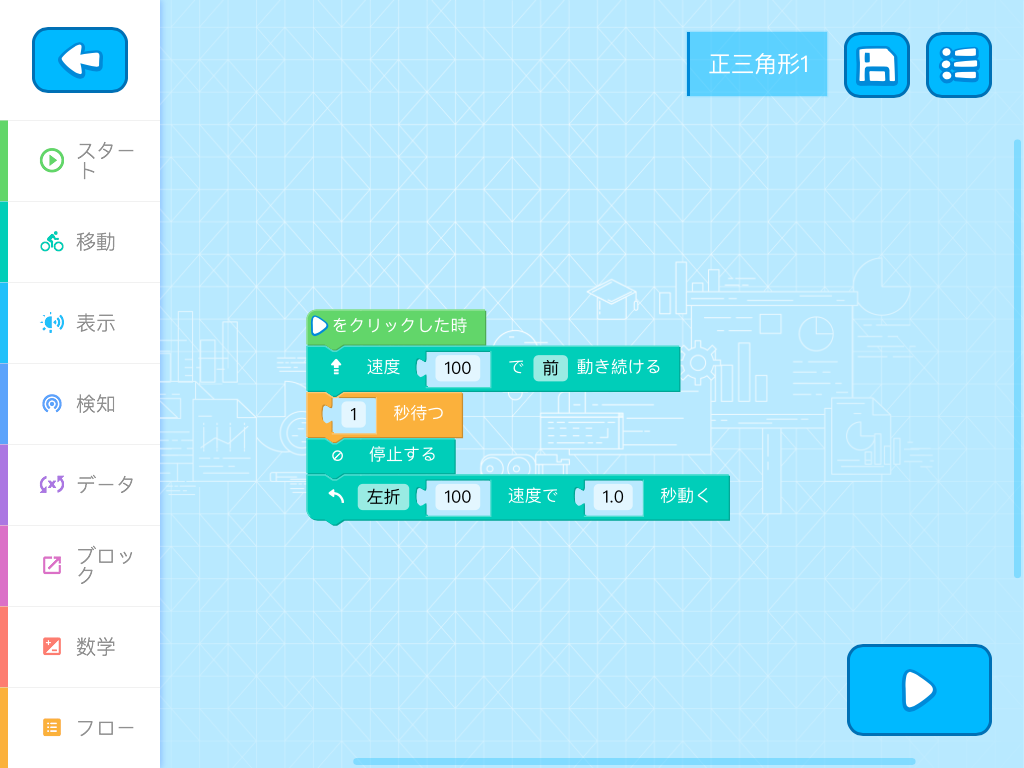 正三角形1
スタート
移動
表示
検知
データ
ブロック
数学
フロー
をクリックした時
速度 100 で 前 動き続ける
1 秒待つ
停止する
左折 100 速度で 1.0 秒動く